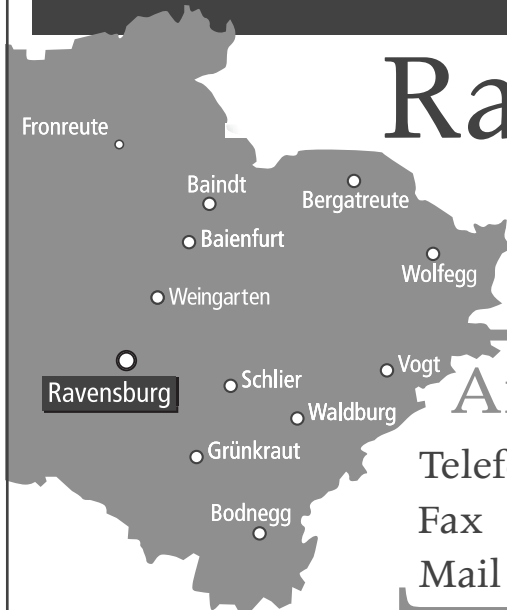 Ra
Fronreute
Baindt
Bergatreute
Baienfurt
Wolfegg
Weingarten
Vogt
Schlier
Ravensburg
Waldburg
Grünkraut
Telef
Fax
Bodnegg
Mail